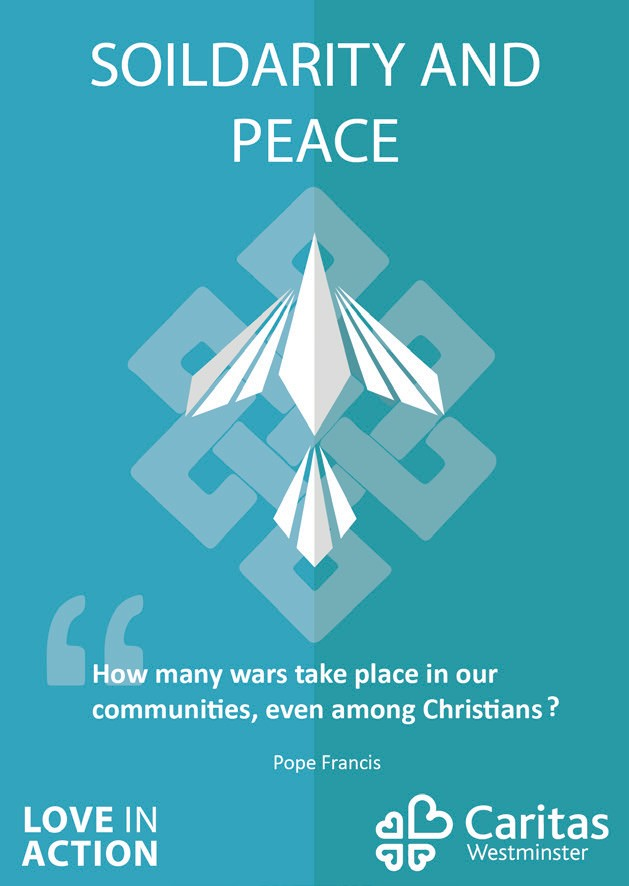 SOILDARITY AND
PEACE
“
How many wars take place in our
communities, even among Christians?
Pope Francis
LOVE IN
ACTION
Caritas
Westminster